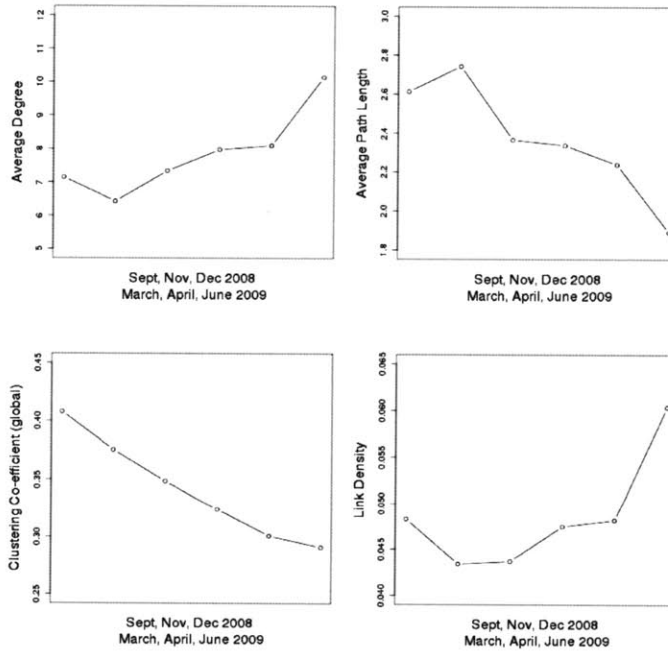 Average Degree
12
11
10
9
8
7
6
5
Sept, Nov, Dec 2008
March, April, June 2009
Average Path Length
3.0
2.8
2.6
2.4
2.2
2.0
1.8
Sept, Nov, Dec 2008
March, April, June 2009
Clustering Co-efficient (global)
0.45
0.40
0.35
0.30
0.25
Sept, Nov, Dec 2008
March, April, June 2009
Link Density
0.065
0.060
0.055
0.050
0.045
0.040
Sept, Nov, Dec 2008
March, April, June 2009